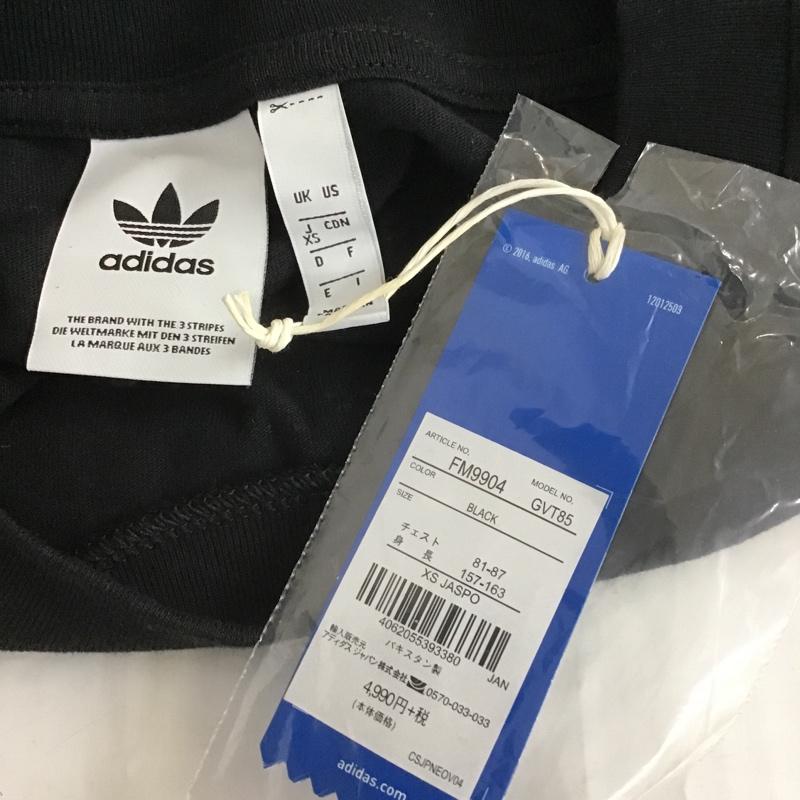 adidas
THE BRAND WITH THE 3 STRIPES
DIE WELTMARKE MIT DEN 3 STREIFEN
LA MARQUE AUX 3 BANDES
UK US
J CDN
XS
D F
E I
© 2016, adidas AG
12012503
ARTICLE NO.
FM9904
MODEL NO.
GVT85
COLOR
BLACK
SIZE
チェスト 81-87
身長 157-163
XS JASPO
4062055393380
JAN
パキスタン製
輸入販売元
アディダス ジャパン株式会社 0570-033-033
4,990円+税
(本体価格)
CSJPNEOV04
adidas.com